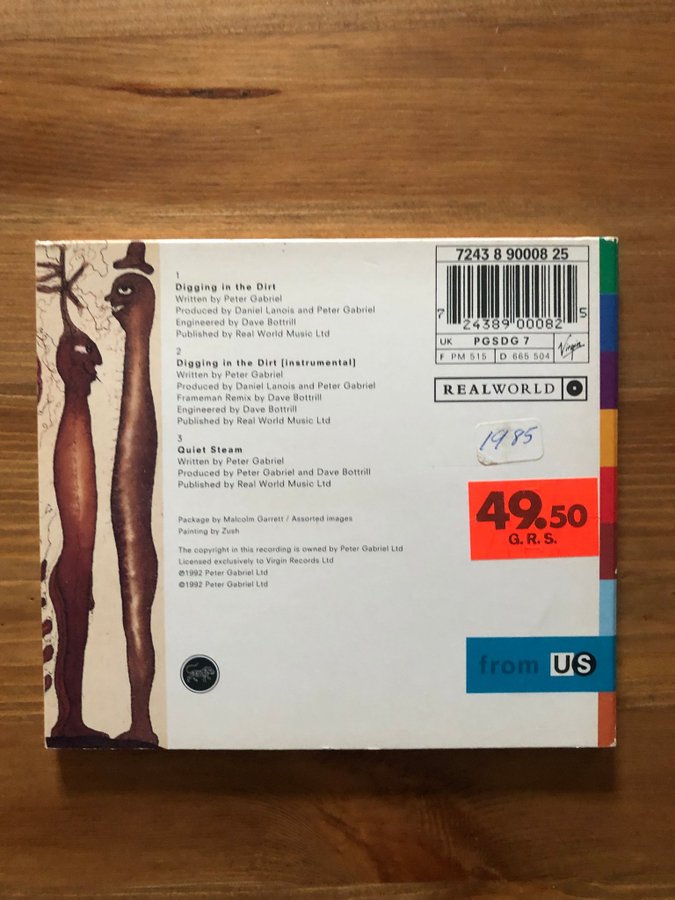 1
Digging in the Dirt
Written by Peter Gabriel
Produced by Daniel Lanois and Peter Gabriel
Engineered by Dave Bottrill
Published by Real World Music Ltd
2
Digging in the Dirt [instrumental]
Written by Peter Gabriel
Produced by Daniel Lanois and Peter Gabriel
Frameman Remix by Dave Bottrill
Engineered by Dave Bottrill
Published by Real World Music Ltd
3
Quiet Steam
Written by Peter Gabriel
Produced by Peter Gabriel and Dave Bottrill
Published by Real World Music Ltd
Package by Malcolm Garrett / Assorted images
Painting by Zush
The copyright in this recording is owned by Peter Gabriel Ltd
Licensed exclusively to Virgin Records Ltd
℗1992 Peter Gabriel Ltd
©1992 Peter Gabriel Ltd
7243 8 90008 25
7 24389 00082 5
UK PGSDG 7
F PM 515 D 665 504
Virgin
REALWORLD
1985
49.50
G.R.S.
from US